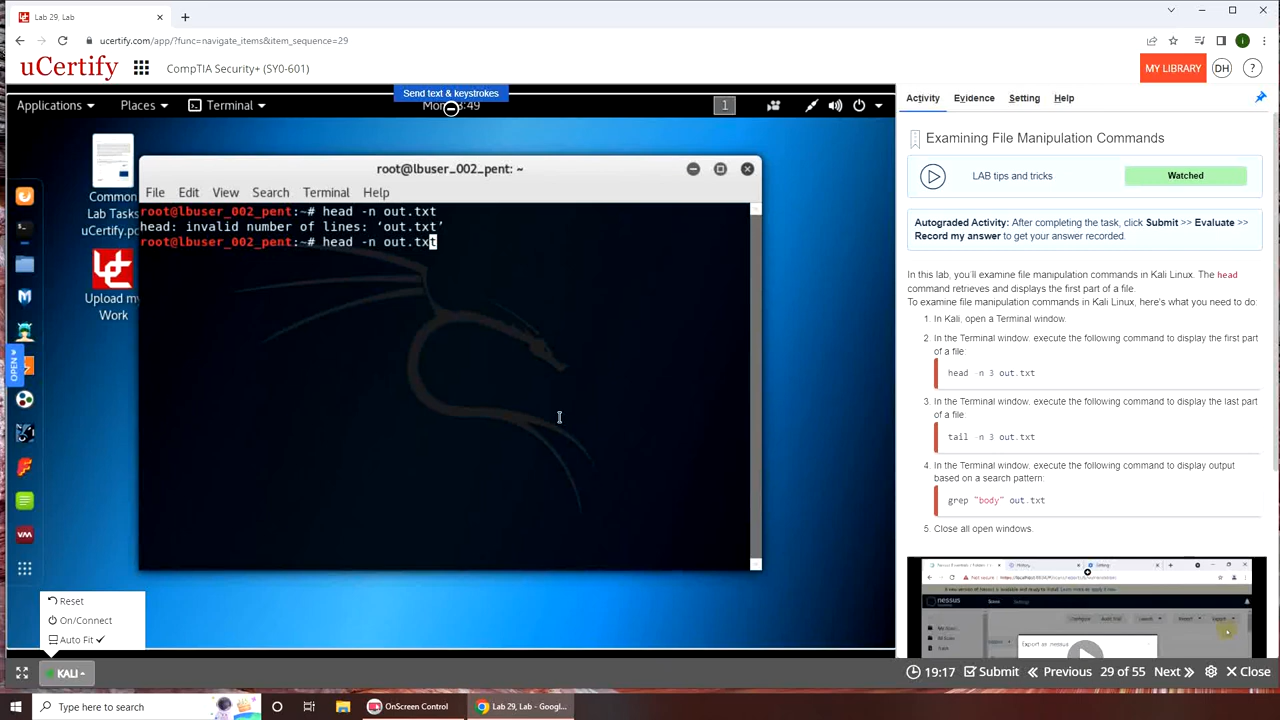 Lab 29, Lab
ucertify.com/app/?func=navigate_items&item_sequence=29
uCertify
CompTIA Security+ (SY0-601)
MY LIBRARY
DH
?
Send text & keystrokes
Applications
Places
Terminal
1
Activity
Evidence
Setting
Help
Examining File Manipulation Commands
LAB tips and tricks
Watched
Autograded Activity: After completing the task, click Submit >> Evaluate >>
Record my answer to get your answer recorded.
In this lab, you'll examine file manipulation commands in Kali Linux. The head
command retrieves and displays the first part of a file.
To examine file manipulation commands in Kali Linux, here's what you need to do:
1. In Kali, open a Terminal window.
2. In the Terminal window, execute the following command to display the first part
of a file.
head -n 3 out.txt
3. In the Terminal window, execute the following command to display the last part
of a file.
tail -n 3 out.txt
4. In the Terminal window, execute the following command to display output
based on a search pattern:
grep "body" out.txt
5. Close all open windows.
nessus
Common
Lab Tasks
uCertify.pc
Upload my
Work
OPEN
root@lbuser_002_pent: ~
File
Edit
View
Search
Terminal
Help
root@lbuser_002_pent:~# head -n out.txt
head: invalid number of lines: ‘out.txt’
root@lbuser_002_pent:~# head -n out.txt
Reset
On/Connect
Auto Fit
KALI
19:17
Submit
Previous
29 of 55
Next
Close
Type here to search
OnScreen Control
Lab 29, Lab - Googl...